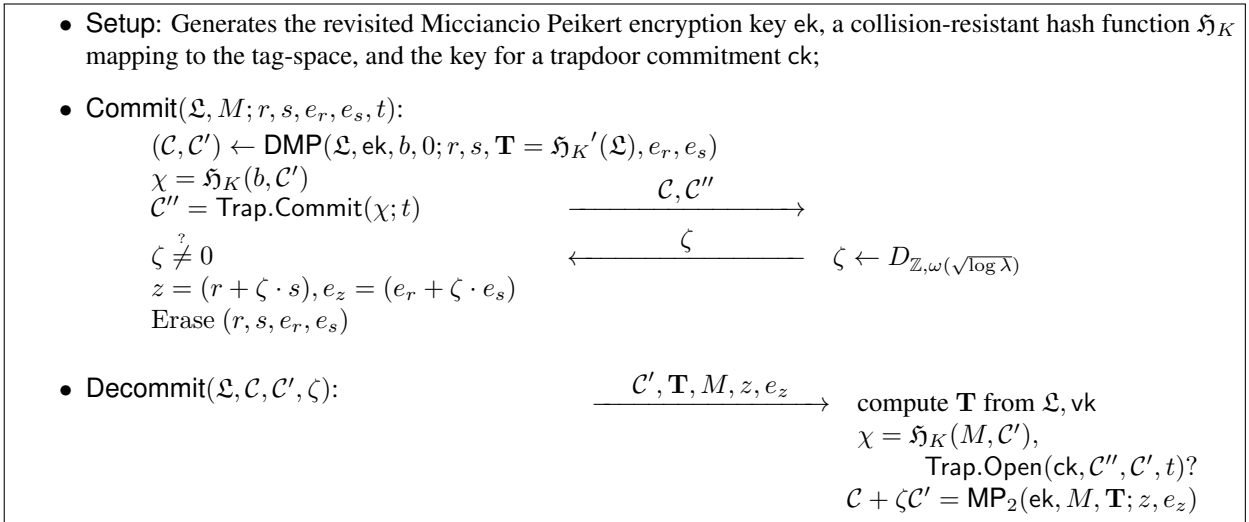 • Setup: Generates the revisited Micciancio Peikert encryption key ek, a collision-resistant hash function ℌ_K
mapping to the tag-space, and the key for a trapdoor commitment ck;
• Commit(𝔏, M; r, s, e_r, e_s, t):
(𝒞, 𝒞′) ← DMP(𝔏, ek, b, 0; r, s, 𝐓 = ℌ_K′(𝔏), e_r, e_s)
χ = ℌ_K(b, 𝒞′)
𝒞′′ = Trap.Commit(χ; t) 𝒞, 𝒞′′ ⟶
ζ ≠? 0 ζ ⟵ ζ ← D_{ℤ,ω(√log λ)}
z = (r + ζ · s), e_z = (e_r + ζ · e_s)
Erase (r, s, e_r, e_s)
• Decommit(𝔏, 𝒞, 𝒞′, ζ): 𝒞′, 𝐓, M, z, e_z ⟶ compute 𝐓 from 𝔏, vk
χ = ℌ_K(M, 𝒞′),
Trap.Open(ck, 𝒞′′, 𝒞′, t)?
𝒞 + ζ𝒞′ = MP₂(ek, M, 𝐓; z, e_z)